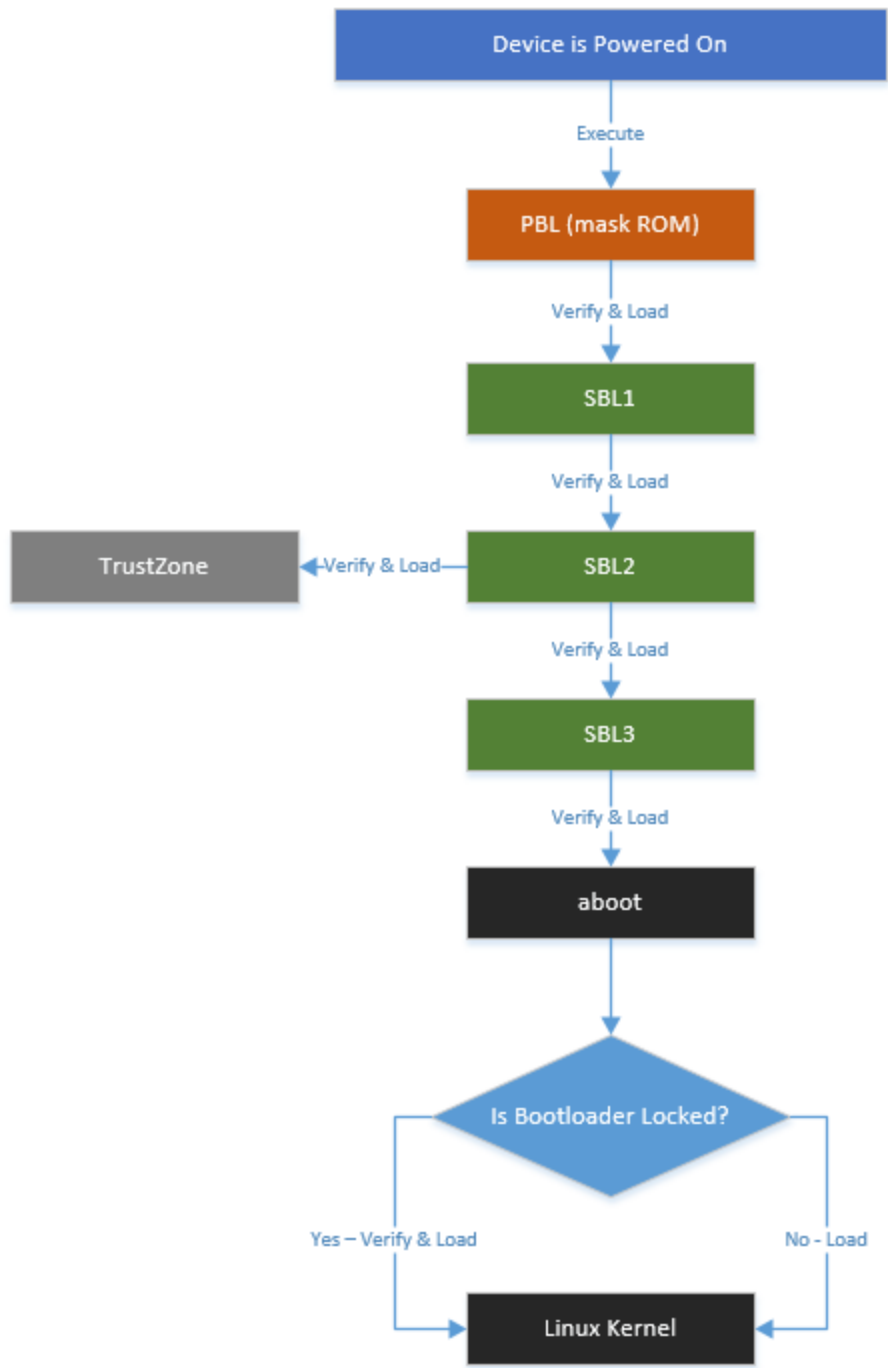 Device is Powered On
Execute
PBL (mask ROM)
Verify & Load
SBL1
Verify & Load
TrustZone
Verify & Load
SBL2
Verify & Load
SBL3
Verify & Load
aboot
Is Bootloader Locked?
Yes – Verify & Load
No - Load
Linux Kernel